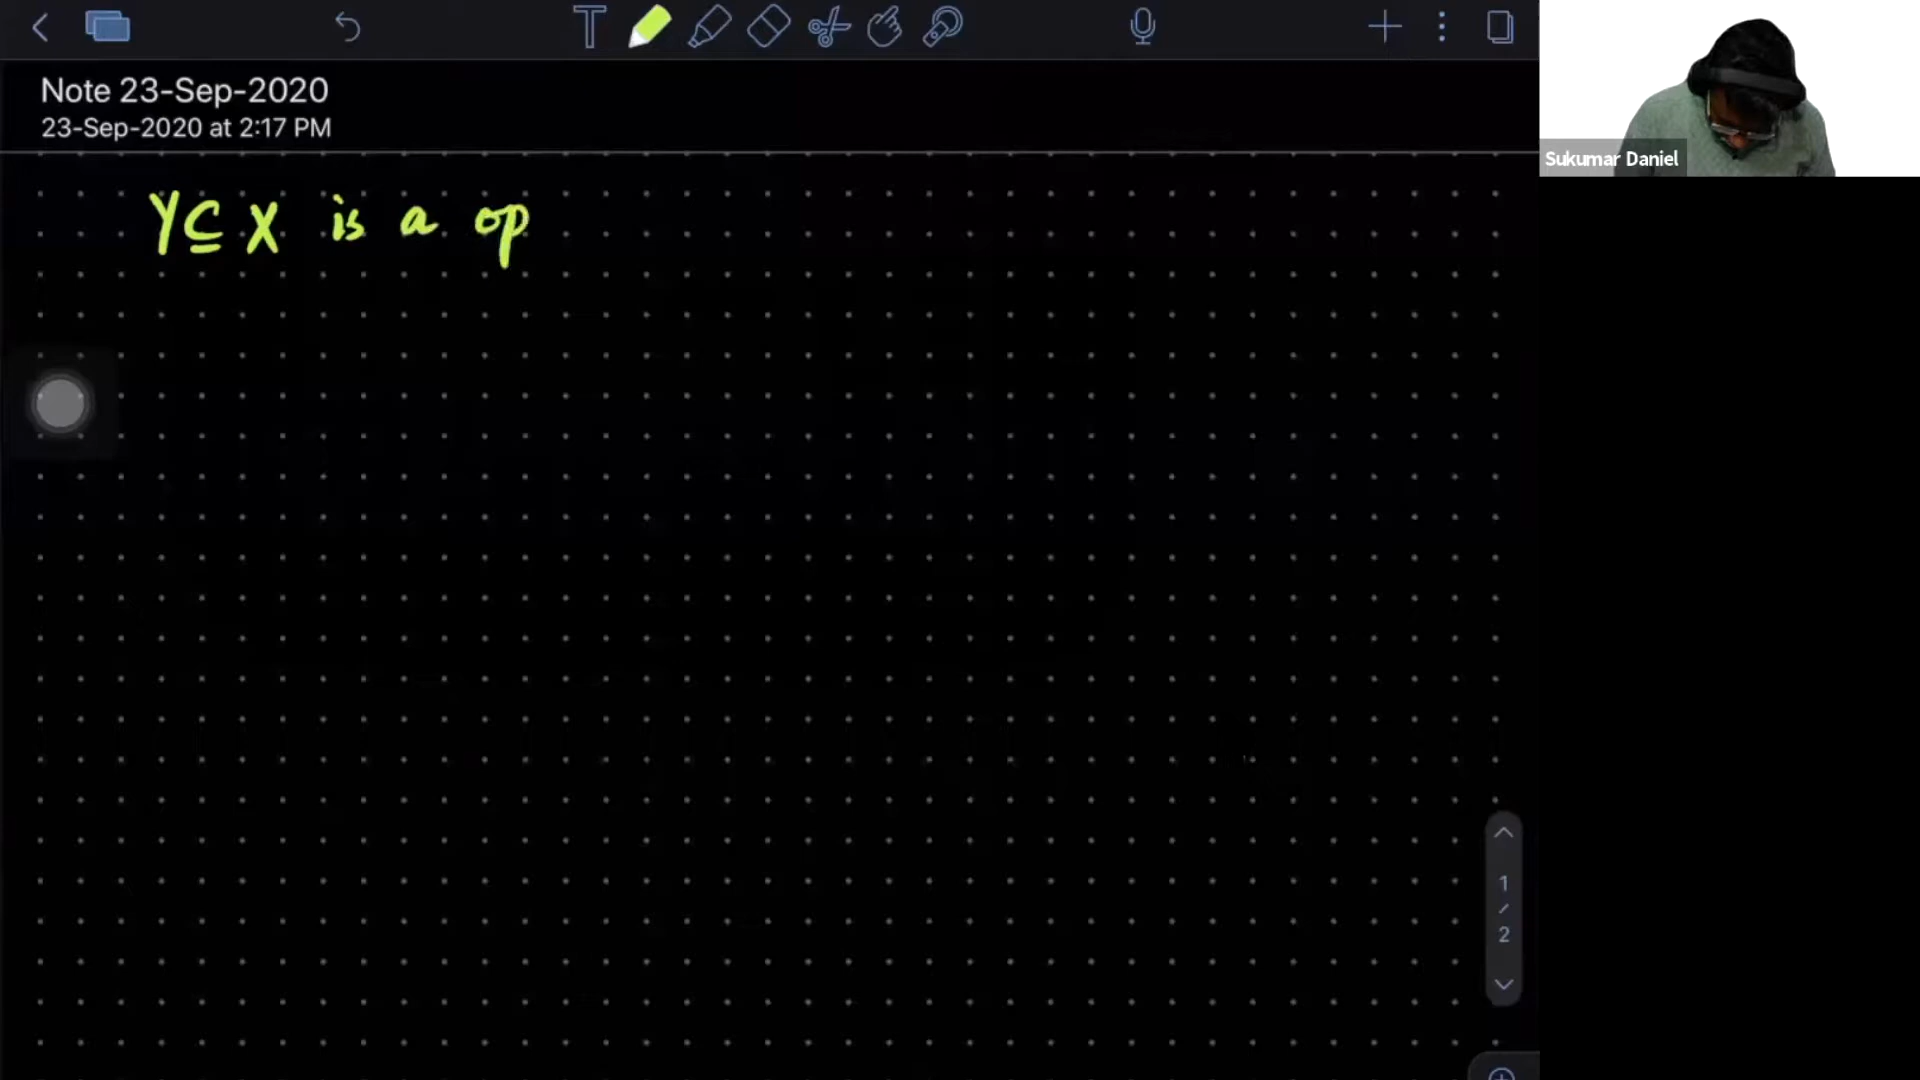 Note 23-Sep-2020
23-Sep-2020 at 2:17 PM
Sukumar Daniel
Y ⊆ X is a op
1
/
2